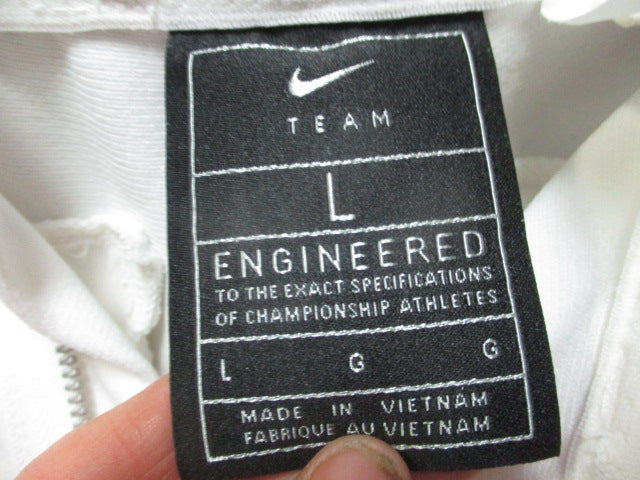 TEAM
L
ENGINEERED
TO THE EXACT SPECIFICATIONS
OF CHAMPIONSHIP ATHLETES
L G G
MADE IN VIETNAM
FABRIQUE AU VIETNAM